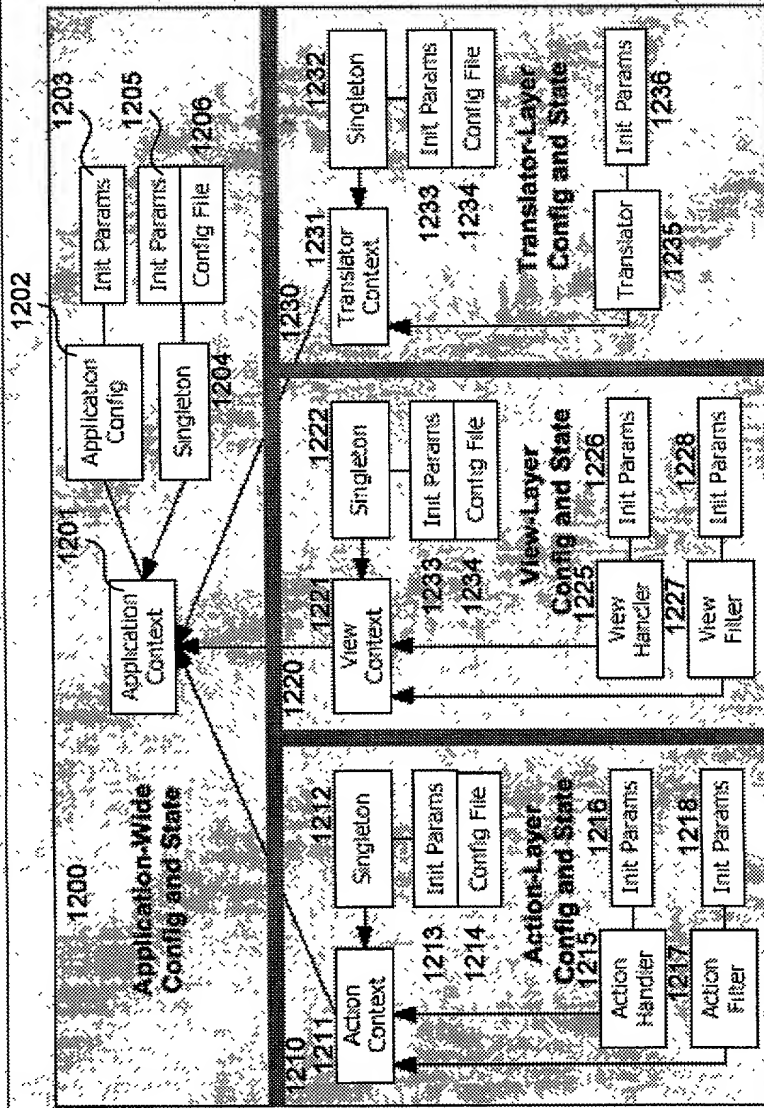 1200
Application-Wide
Config and State
1201
Application
Context
1202
Application
Config
1203
Init Params
Singleton
1204
1205
Init Params
1206
Config File
1210
1211
Action
Context
1212
Singleton
1213
Init Params
1214
Config File
Action-Layer
Config and State
1215
Action
Handler
1216
Init Params
1217
Action
Filter
1218
Init Params
1220
1221
View
Context
1222
Singleton
1233
Init Params
1234
Config File
View-Layer
Config and State
1225
View
Handler
1226
Init Params
1227
View
Filter
1228
Init Params
1230
1231
Translator
Context
1232
Singleton
1233
Init Params
1234
Config File
Translator-Layer
Config and State
Translator
1235
1236
Init Params